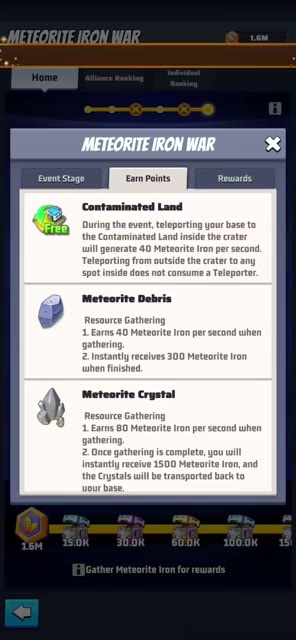 METEORITE IRON WAR
1.6M
Home
Alliance Ranking
Individual
Ranking
METEORITE IRON WAR
Event Stage
Earn Points
Rewards
Contaminated Land
Free
During the event, teleporting your base
to the Contaminated Land inside the crater
will generate 40 Meteorite Iron per second.
Teleporting from outside the crater to any
spot inside does not consume a Teleporter.
Meteorite Debris
Resource Gathering
1. Earns 40 Meteorite Iron per second when
gathering.
2. Instantly receives 300 Meteorite Iron
when finished.
Meteorite Crystal
Resource Gathering
1. Earns 80 Meteorite Iron per second when
gathering.
2. Once gathering is complete, you will
instantly receive 1500 Meteorite Iron, and
the Crystals will be transported back to
your base.
1.6M
15.0K
30.0K
60.0K
100.0K
Gather Meteorite Iron for rewards